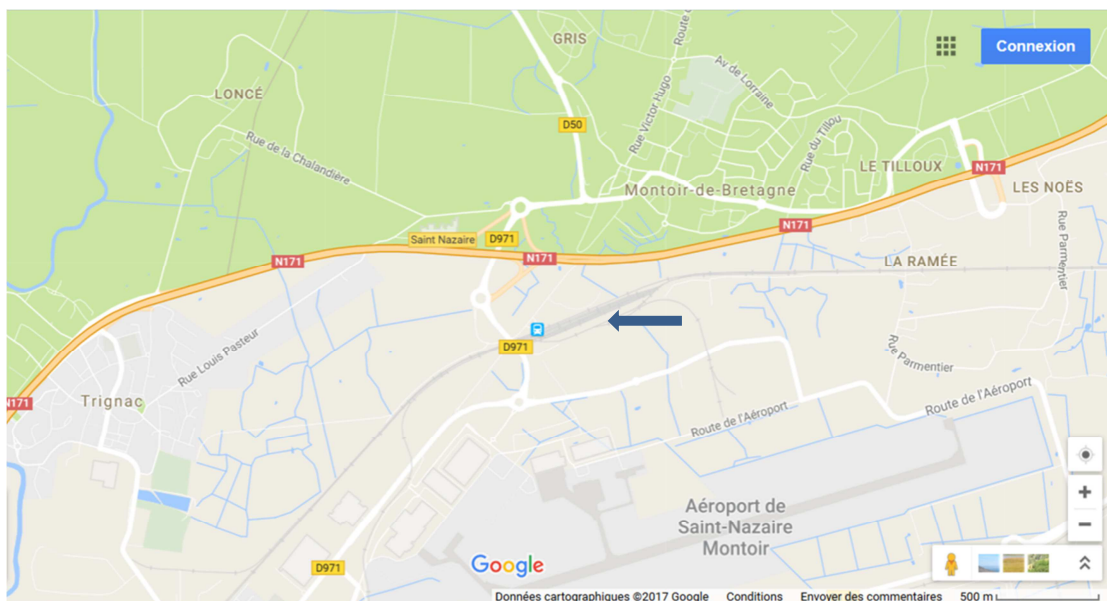 GRIS
Route d
Connexion
LONCÉ
Av de Lorraine
D50
Rue Victor Hugo
Rue du Tillou
Rue de la Chalandière
LE TILLOUX
N171
Montoir-de-Bretagne
LES NOËS
N171
Saint Nazaire
D971
N171
N171
LA RAMÉE
Rue Parmentier
D971
Rue Louis Pasteur
Rue Parmentier
Trignac
N171
Route de l'Aéroport
Route de l'Aéroport
Aéroport de
Saint-Nazaire
Montoir
D971
Google
Données cartographiques ©2017 Google Conditions Envoyer des commentaires 500 m